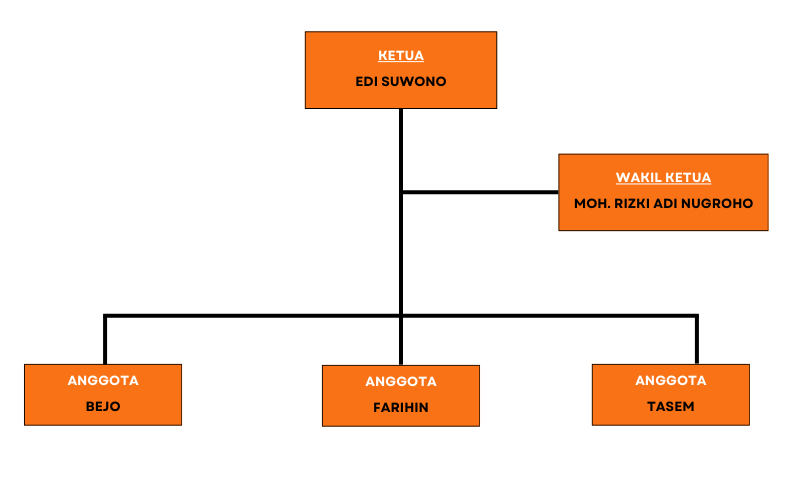 KETUA
EDI SUWONO
WAKIL KETUA
MOH. RIZKI ADI NUGROHO
ANGGOTA
BEJO
ANGGOTA
FARIHIN
ANGGOTA
TASEM